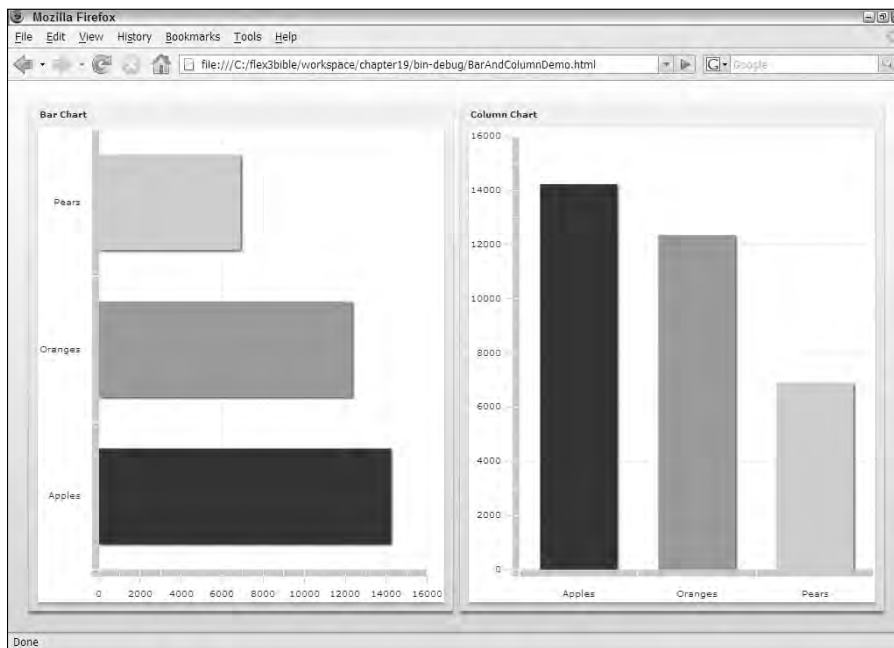 Mozilla Firefox
File Edit View History Bookmarks Tools Help
file:///C:/flex3bible/workspace/chapter19/bin-debug/BarAndColumnDemo.html
G Google
Bar Chart
Pears
Oranges
Apples
0 2000 4000 6000 8000 10000 12000 14000 16000
Column Chart
16000
14000
12000
10000
8000
6000
4000
2000
0
Apples Oranges Pears
Done